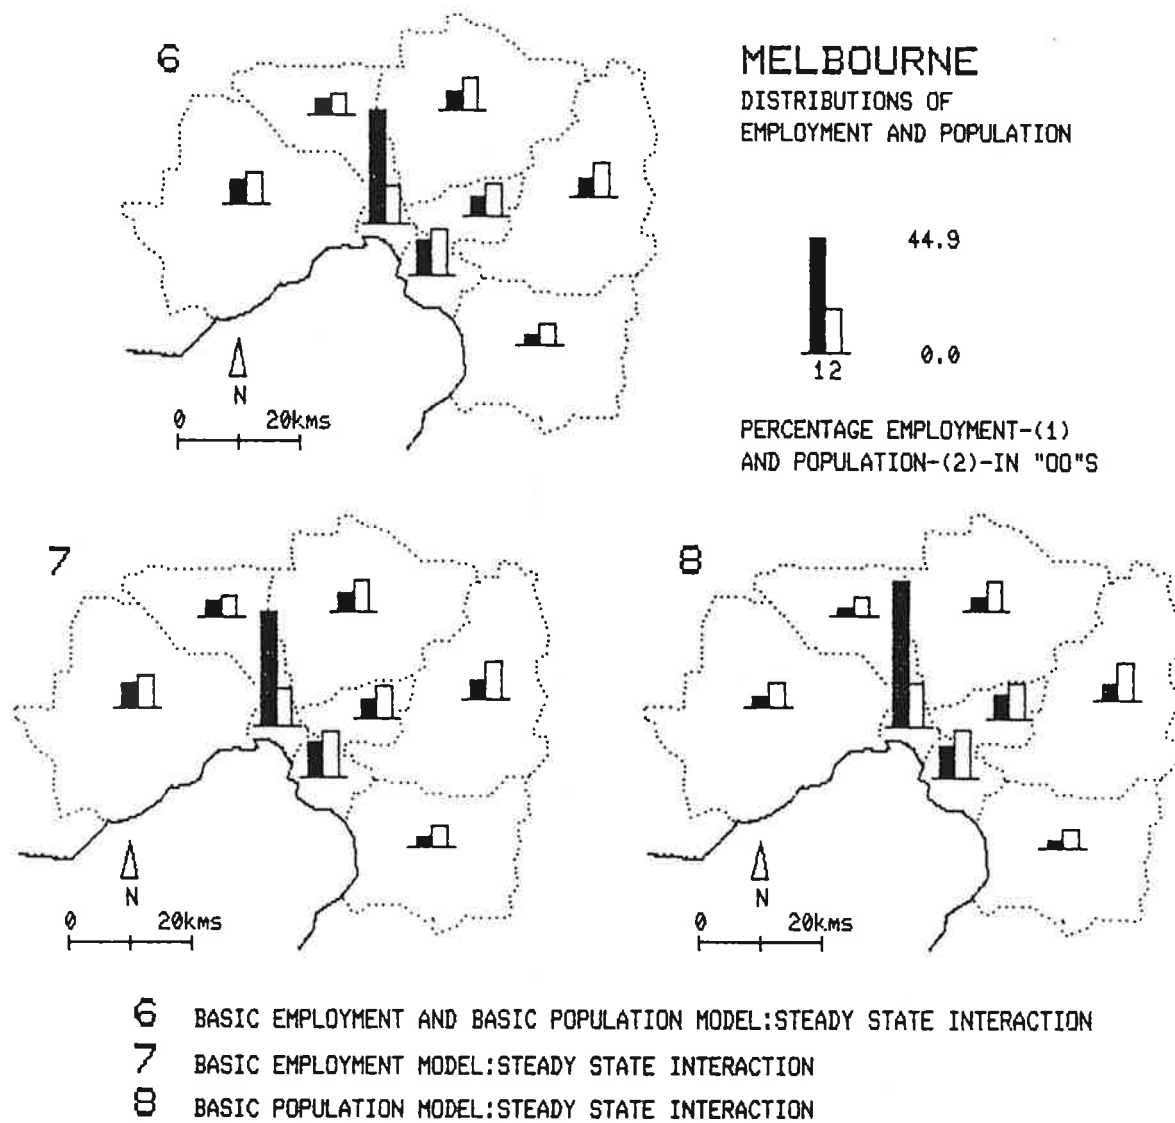 6
MELBOURNE
DISTRIBUTIONS OF
EMPLOYMENT AND POPULATION
44.9
0.0
12
N
0 20kms
PERCENTAGE EMPLOYMENT-(1)
AND POPULATION-(2)-IN "00"S
7
N
0 20kms
8
N
0 20kms
6 BASIC EMPLOYMENT AND BASIC POPULATION MODEL:STEADY STATE INTERACTION
7 BASIC EMPLOYMENT MODEL:STEADY STATE INTERACTION
8 BASIC POPULATION MODEL:STEADY STATE INTERACTION